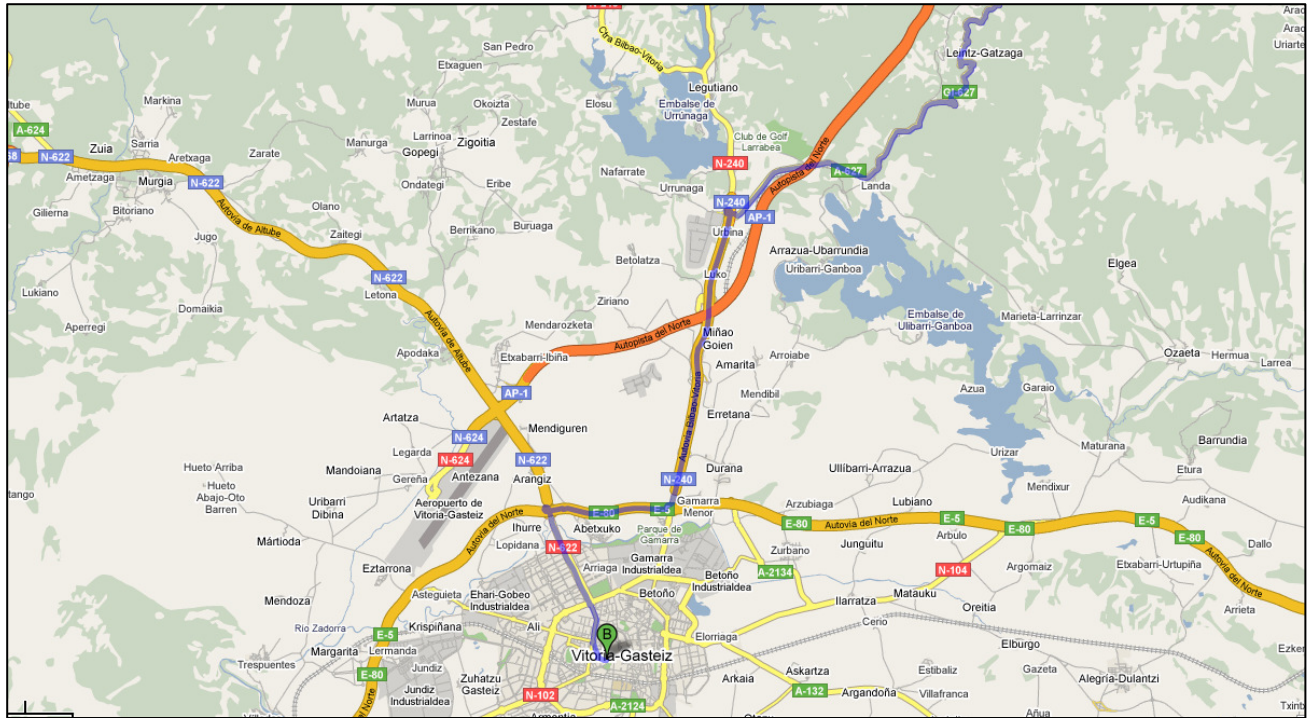 N-240
Ctra Bilbao-Vitoria
San Pedro
Etxaguen
Leintz-Gatzaga
Legutiano
Markina
Murua
Okoizta
Elosu
Embalse de
Urrúnaga
Zestafe
A-624
Zuia
Sarria
Larrinoa
Zigoitia
Manurga
Gopegi
Club de Golf
Larrabea
N-622
Ametzaga
Aretxaga
Zarate
Murgia
N-622
N-240
Autopista del Norte
A-627
Landa
Nafarrate
Ondategi
Eribe
Urrunaga
Gilierna
Bitoriano
Olano
N-240
AP-1
Autovía de Altube
Buruaga
Berrikano
Zaitegi
Jugo
Urbina
Arrazua-Ubarrundia
Betolatza
Uribarri-Ganboa
Elgea
Lukiano
N-622
Letona
Luko
Ziriano
Domaikia
Aperregi
Mendarozketa
Autopista del Norte
Embalse de
Ulibarri-Ganboa
Marieta-Larrinzar
Miñao
Goien
Apodaka
Autovía de Altube
Etxabarri-Ibiña
Arroiabe
Amarita
Ozaeta
Hermua
Larrea
Azua
Garaio
AP-1
Mendibil
Erretana
Autovía Bilbao-Vitoria
Artatza
Mendiguren
N-624
Legarda
N-624
N-622
Maturana
Barrundia
Urizar
Hueto Arriba
Mandoiana
Gereña
Antezana
Arangiz
Durana
Ullibarri-Arrazua
Etura
N-240
Hueto
Abajo-Oto
Barren
Mendixur
Uribarri
Dibina
Aeropuerto de
Vitoria-Gasteiz
Gamarra
Menor
Arzubiaga
Lubiano
Audikana
E-80
E-5
E-80
Autovía del Norte
E-5
E-80
E-5
Ihurre
Abetxuko
Parque de
Gamarra
Arbulo
E-80
Autovía del Norte
Mártioda
Autovía del Norte
Lopidana
N-622
Zurbano
Junguitu
Dallo
Eztarrona
Arriaga
Gamarra
Industrialdea
Betoño
Industrialdea
A-2134
N-104
Argomaiz
Etxabarri-Urtupiña
Asteguieta
Ehari-Gobeo
Industrialdea
Betoño
Matauku
Ilarratza
Oreitia
Arrieta
Mendoza
Krispiñana
Ali
Cerio
Río Zadorra
E-5
Elorriaga
Elburgo
Margarita
Lermanda
B
Vitoria-Gasteiz
Trespuentes
E-80
Jundiz
Zuhatzu
Gasteiz
Arkaia
Askartza
Estibaliz
Gazeta
Alegria-Dulantzi
Jundiz
Industrialdea
N-102
A-2124
A-132
Argandoña
Villafranca
Añua